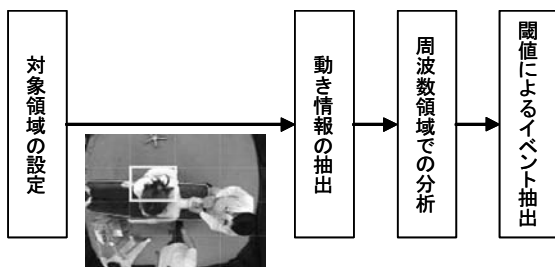 対象領域の設定
動き情報の抽出
周波数領域での分析
閾値によるイベント抽出